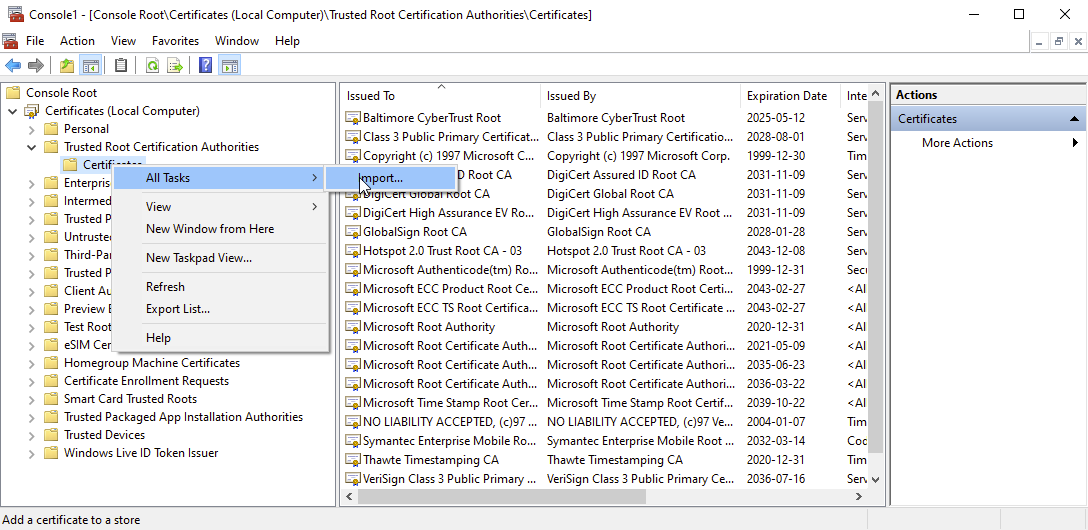 Console1 - [Console Root\Certificates (Local Computer)\Trusted Root Certification Authorities\Certificates]
File Action View Favorites Window Help
Console Root
Certificates (Local Computer)
Personal
Trusted Root Certification Authorities
Certificates
Enterpris
Intermed
Trusted P
Untruste
Third-Par
Trusted P
Client Au
Preview B
Test Root
eSIM Cer
Homegroup Machine Certificates
Certificate Enrollment Requests
Smart Card Trusted Roots
Trusted Packaged App Installation Authorities
Trusted Devices
Windows Live ID Token Issuer
All Tasks
View
New Window from Here
New Taskpad View...
Refresh
Export List...
Help
Import...
Issued To Issued By Expiration Date Inte
Baltimore CyberTrust Root Baltimore CyberTrust Root 2025-05-12 Serv
Class 3 Public Primary Certificat... Class 3 Public Primary Certificatio... 2028-08-01 Serv
Copyright (c) 1997 Microsoft C... Copyright (c) 1997 Microsoft Corp. 1999-12-30 Tim
ID Root CA DigiCert Assured ID Root CA 2031-11-09 Serv
DigiCert Global Root CA DigiCert Global Root CA 2031-11-09 Serv
DigiCert High Assurance EV Ro... DigiCert High Assurance EV Root ... 2031-11-09 Serv
GlobalSign Root CA GlobalSign Root CA 2028-01-28 Serv
Hotspot 2.0 Trust Root CA - 03 Hotspot 2.0 Trust Root CA - 03 2043-12-08 Serv
Microsoft Authenticode(tm) Ro... Microsoft Authenticode(tm) Root... 1999-12-31 Secu
Microsoft ECC Product Root Ce... Microsoft ECC Product Root Certi... 2043-02-27 <Al
Microsoft ECC TS Root Certifica... Microsoft ECC TS Root Certificate ... 2043-02-27 <Al
Microsoft Root Authority Microsoft Root Authority 2020-12-31 <Al
Microsoft Root Certificate Auth... Microsoft Root Certificate Authori... 2021-05-09 <Al
Microsoft Root Certificate Auth... Microsoft Root Certificate Authori... 2035-06-23 <Al
Microsoft Root Certificate Auth... Microsoft Root Certificate Authori... 2036-03-22 <Al
Microsoft Time Stamp Root Cer... Microsoft Time Stamp Root Certif... 2039-10-22 <Al
NO LIABILITY ACCEPTED, (c)97 ... NO LIABILITY ACCEPTED, (c)97 Ve... 2004-01-07 Tim
Symantec Enterprise Mobile Ro... Symantec Enterprise Mobile Root ... 2032-03-14 Cod
Thawte Timestamping CA Thawte Timestamping CA 2020-12-31 Tim
VeriSign Class 3 Public Primary ... VeriSign Class 3 Public Primary Ce... 2036-07-16 Serv
Actions
Certificates
More Actions
Add a certificate to a store